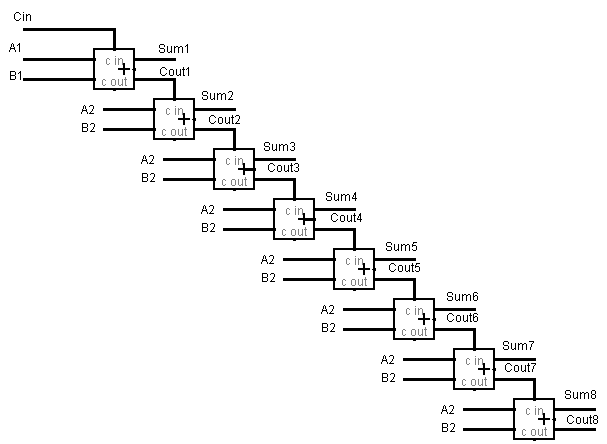 Cin
A1 c in Sum1
B1 c out Cout1
A2 c in Sum2
B2 c out Cout2
A2 c in Sum3
B2 c out Cout3
A2 c in Sum4
B2 c out Cout4
A2 c in Sum5
B2 c out Cout5
A2 c in Sum6
B2 c out Cout6
A2 c in Sum7
B2 c out Cout7
A2 c in Sum8
B2 c out Cout8